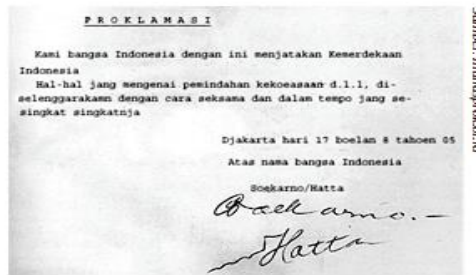 P R O K L A M A S I
Kami bangsa Indonesia dengan ini menjatakan Kemerdekaan
Indonesia
Hal-hal jang mengenai pemindahan kekoeasaan d.l.l, di-
selenggarakamn dengan cara seksama dan dalam tempo jang se-
singkat singkatnja
Djakarta hari 17 boelan 8 tahoen 05
Atas nama bangsa Indonesia
Soekarno/Hatta
Soekarno.-
Hatta